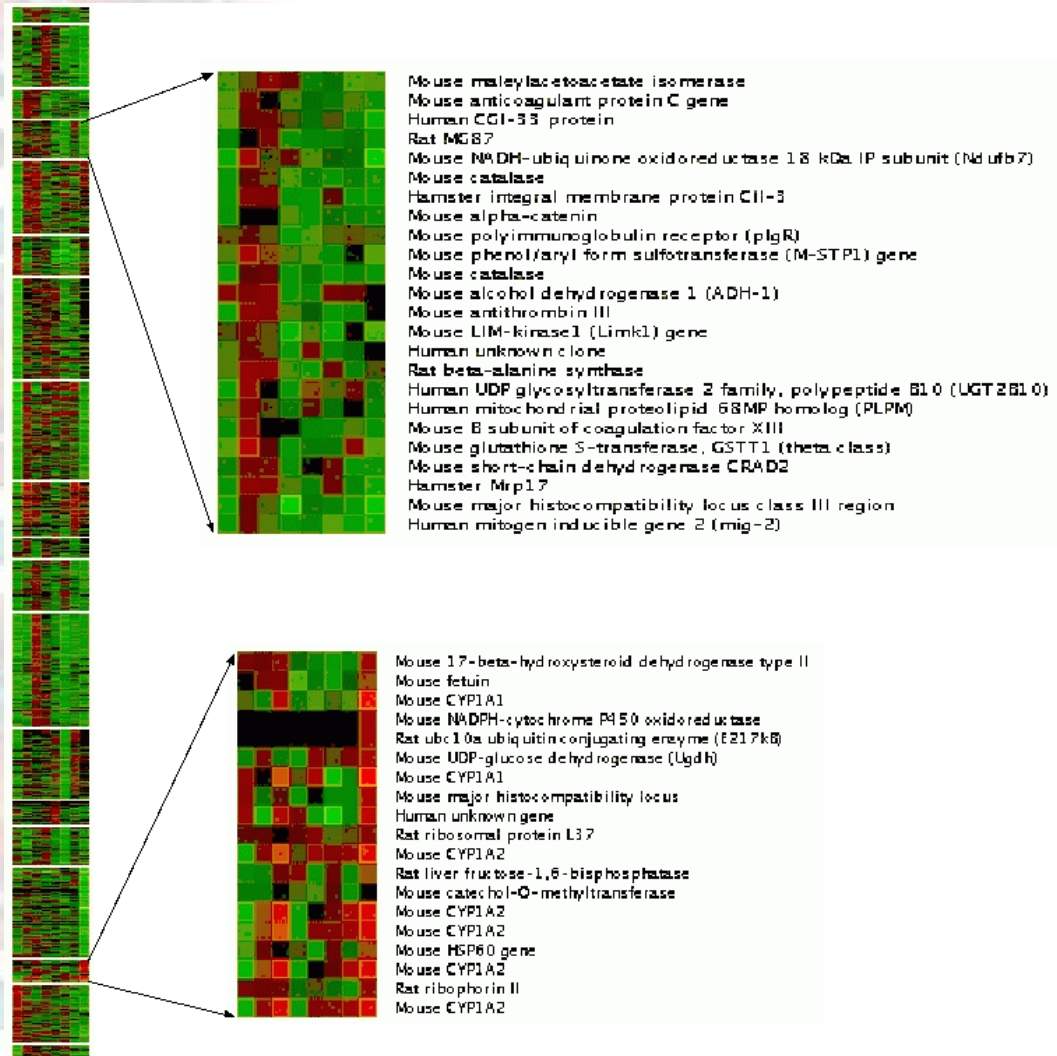 Mouse maleylacetoacetate isomerase
Mouse anticoagulant protein C gene
Human CGI-33 protein
Rat MG87
Mouse NADH-ubiquinone oxidoreductase 18 kDa IP subunit (Ndufb7)
Mouse catalase
Hamster integral membrane protein CII-3
Mouse alpha-catenin
Mouse polyimmunoglobulin receptor (pIgR)
Mouse phenol/aryl form sulfotransferase (M-STP1) gene
Mouse catalase
Mouse alcohol dehydrogenase 1 (ADH-1)
Mouse antithrombin III
Mouse LIM-kinase1 (Limk1) gene
Human unknown clone
Rat beta-alanine synthase
Human UDP glycosyltransferase 2 family, polypeptide B10 (UGT2B10)
Human mitochondrial proteolipid 68MP homolog (PLPM)
Mouse B subunit of coagulation factor XIII
Mouse glutathione S-transferase, GSTT1 (theta class)
Mouse short-chain dehydrogenase CRAD2
Hamster Mrp17
Mouse major histocompatibility locus class III region
Human mitogen inducible gene 2 (mig-2)
Mouse 17-beta-hydroxysteroid dehydrogenase type II
Mouse fetuin
Mouse CYP1A1
Mouse NADPH-cytochrome P450 oxidoreductase
Rat ubc10a ubiquitin conjugating enzyme (E217kB)
Mouse UDP-glucose dehydrogenase (Ugdh)
Mouse CYP1A1
Mouse major histocompatibility locus
Human unknown gene
Rat ribosomal protein L37
Mouse CYP1A2
Rat liver fructose-1,6-bisphosphatase
Mouse catechol-O-methyltransferase
Mouse CYP1A2
Mouse CYP1A2
Mouse HSP60 gene
Mouse CYP1A2
Rat ribophorin II
Mouse CYP1A2